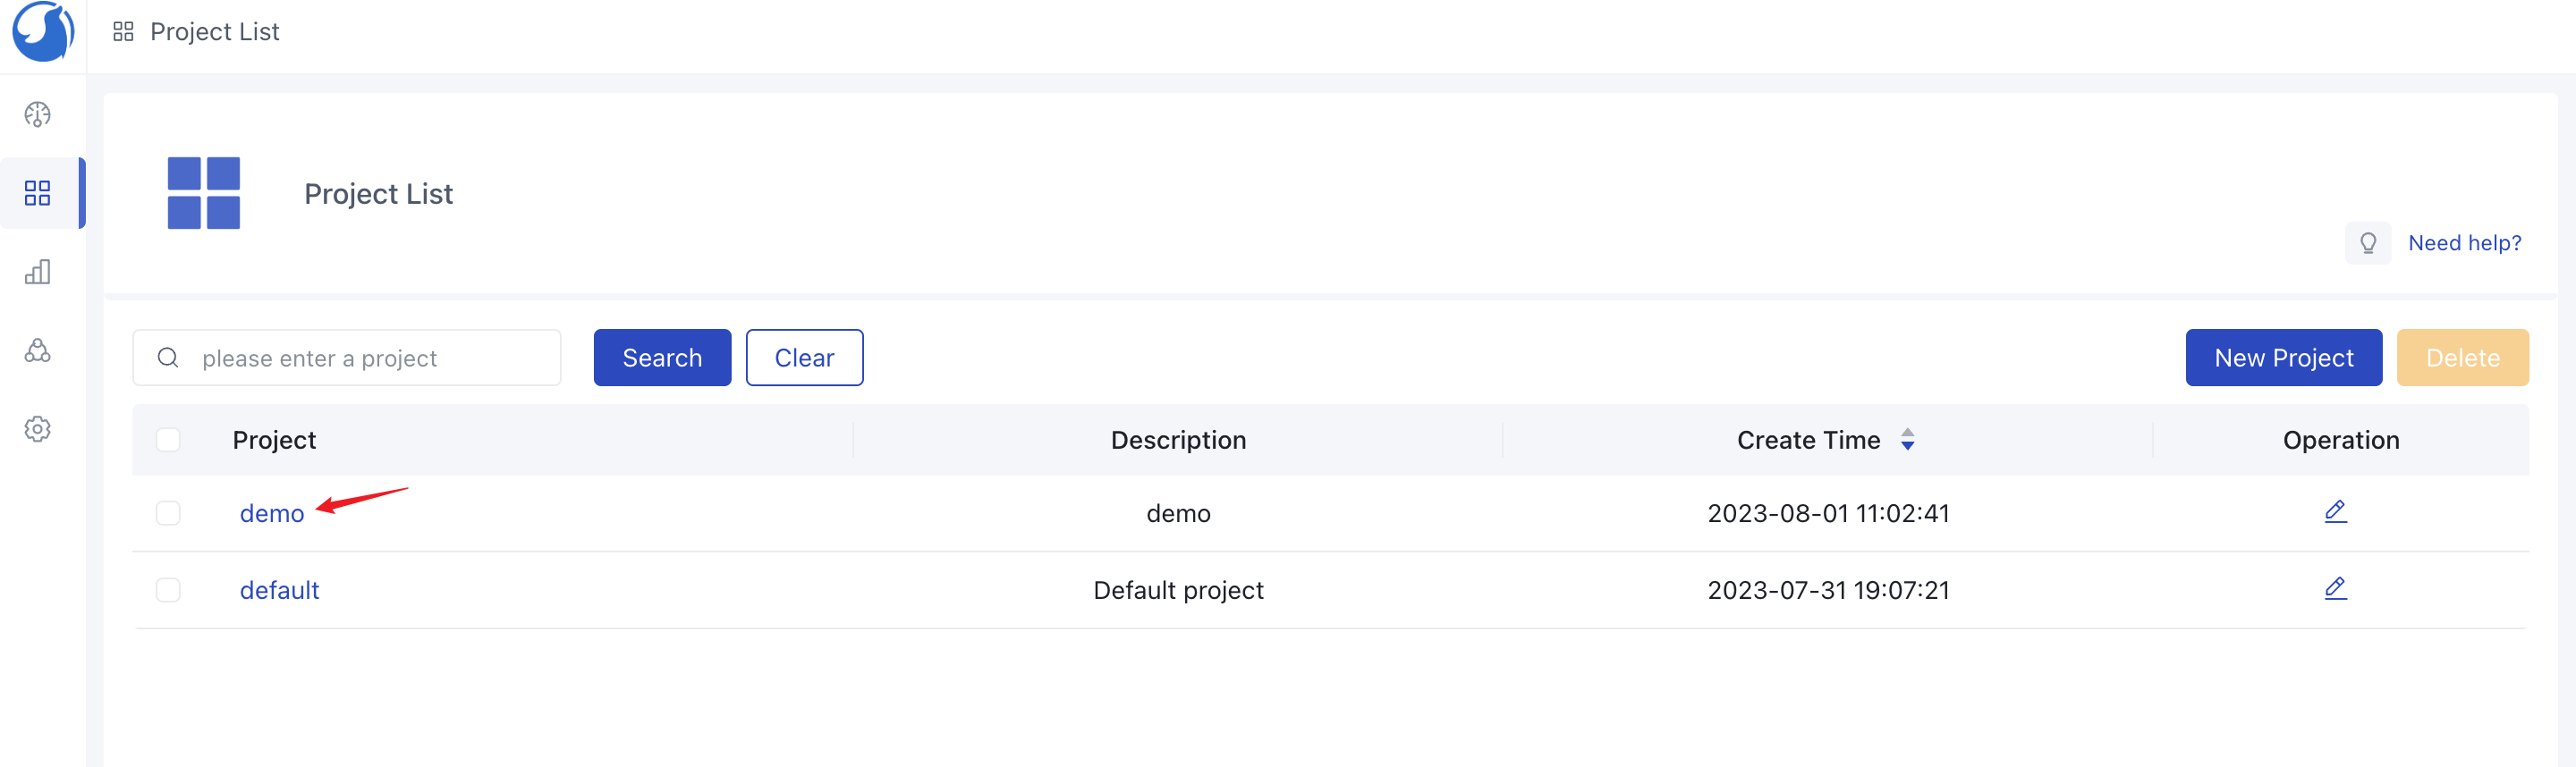 Project List
Project List
Need help?
please enter a project Search Clear New Project Delete
Project Description Create Time Operation
demo demo 2023-08-01 11:02:41
default Default project 2023-07-31 19:07:21